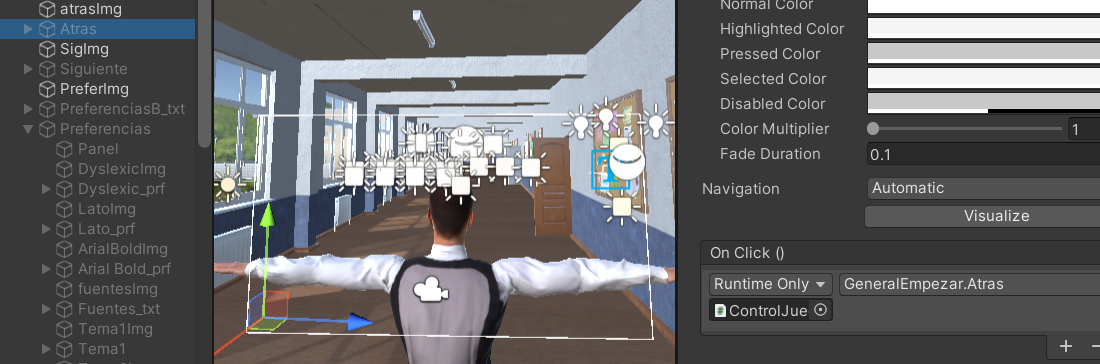 atrasImg
Atras
SigImg
Siguiente
PreferImg
PreferenciasB_txt
Preferencias
Panel
DyslexicImg
Dyslexic_prf
LatoImg
Lato_prf
ArialBoldImg
Arial Bold_prf
fuentesImg
Fuentes_txt
Tema1Img
Tema1
T
Normal Color
Highlighted Color
Pressed Color
Selected Color
Disabled Color
Color Multiplier 1
Fade Duration 0.1
Navigation Automatic
Visualize
On Click ()
Runtime Only GeneralEmpezar.Atras
ControlJue